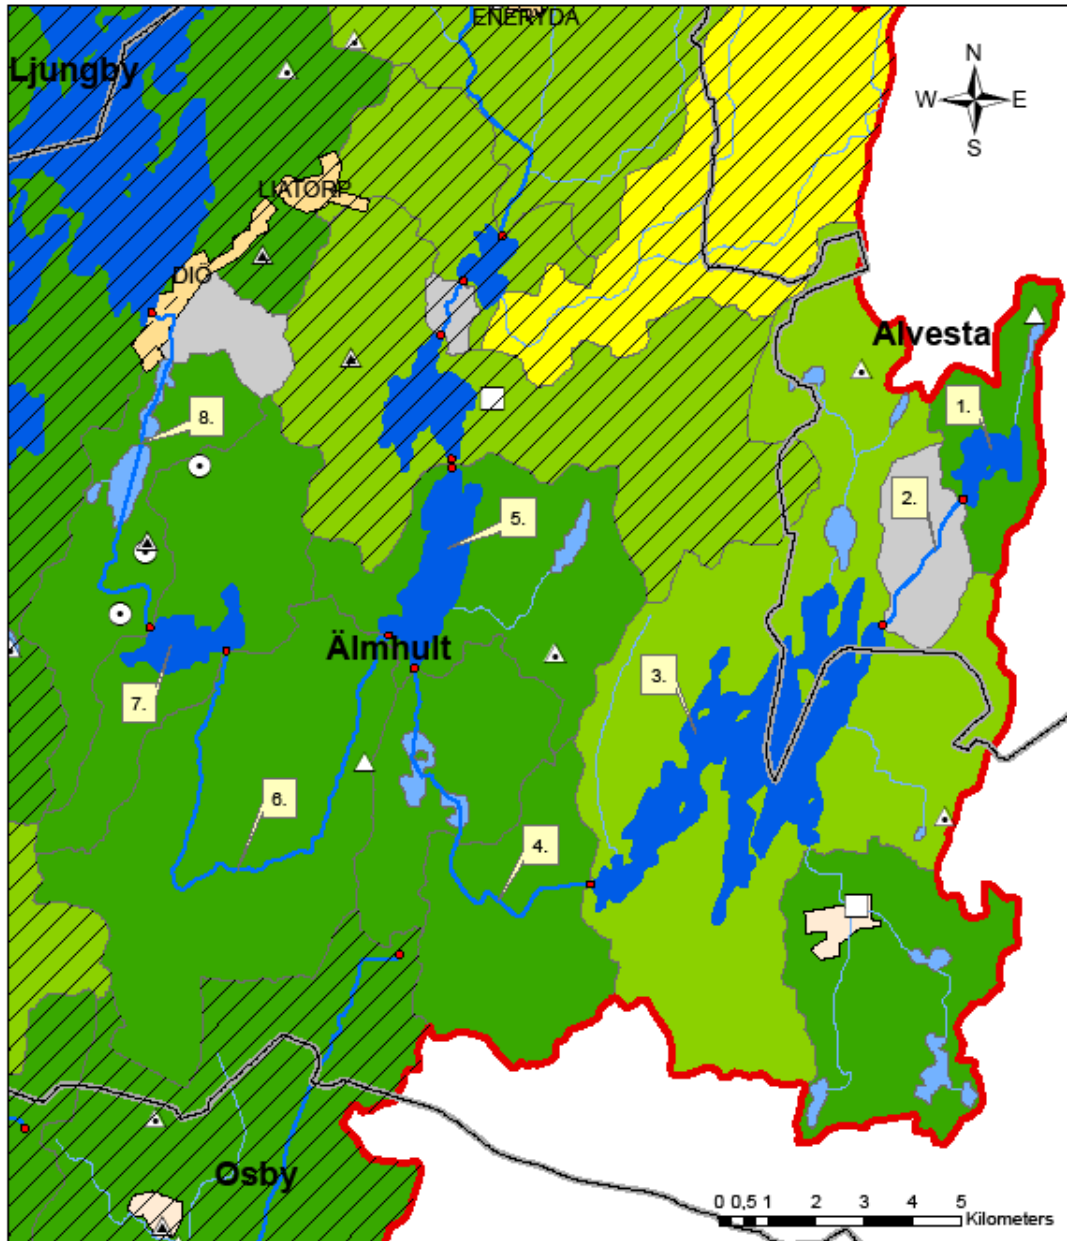 ENERYDA
Ljungby
N
W E
S
LIATORP
DIÖ
Alvesta
1.
8.
2.
5.
Älmhult
3.
7.
6.
4.
Osby
0 0,5 1 2 3 4 5
Kilometers